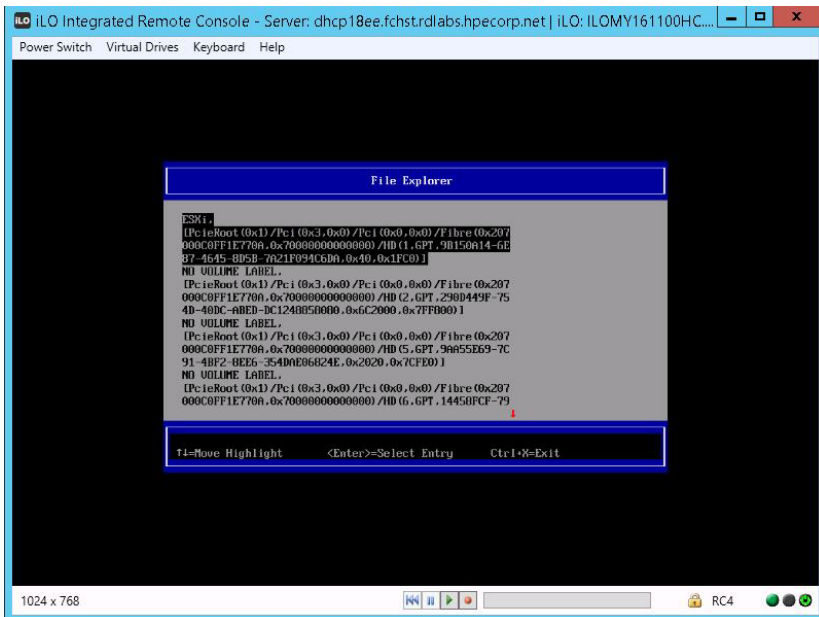 iLO Integrated Remote Console - Server: dhcp18ee.fchst.rdlabs.hpecorp.net | iLO: ILOMY161100HC....
Power Switch Virtual Drives Keyboard Help
File Explorer
ESXi,
[PcieRoot(0x1)/Pci(0x3,0x0)/Pci(0x0,0x0)/Fibre(0x207
000C0FF1E770A,0x70000000000000)/HD(1,GPT,9B150A14-6E
87-4645-8D5B-7A21F094C6DA,0x40,0x1FC0)]
NO VOLUME LABEL,
[PcieRoot(0x1)/Pci(0x3,0x0)/Pci(0x0,0x0)/Fibre(0x207
000C0FF1E770A,0x70000000000000)/HD(2,GPT,290D449F-75
4D-40DC-ABED-DC1248858080,0x6C2000,0x7FF800)]
NO VOLUME LABEL,
[PcieRoot(0x1)/Pci(0x3,0x0)/Pci(0x0,0x0)/Fibre(0x207
000C0FF1E770A,0x70000000000000)/HD(5,GPT,9AA55E69-7C
91-4BF2-8EE6-354DAE06824E,0x2020,0x7CFE0)]
NO VOLUME LABEL,
[PcieRoot(0x1)/Pci(0x3,0x0)/Pci(0x0,0x0)/Fibre(0x207
000C0FF1E770A,0x70000000000000)/HD(6,GPT,14458FCF-79
↑↓=Move Highlight <Enter>=Select Entry Ctrl+X=Exit
1024 x 768
RC4